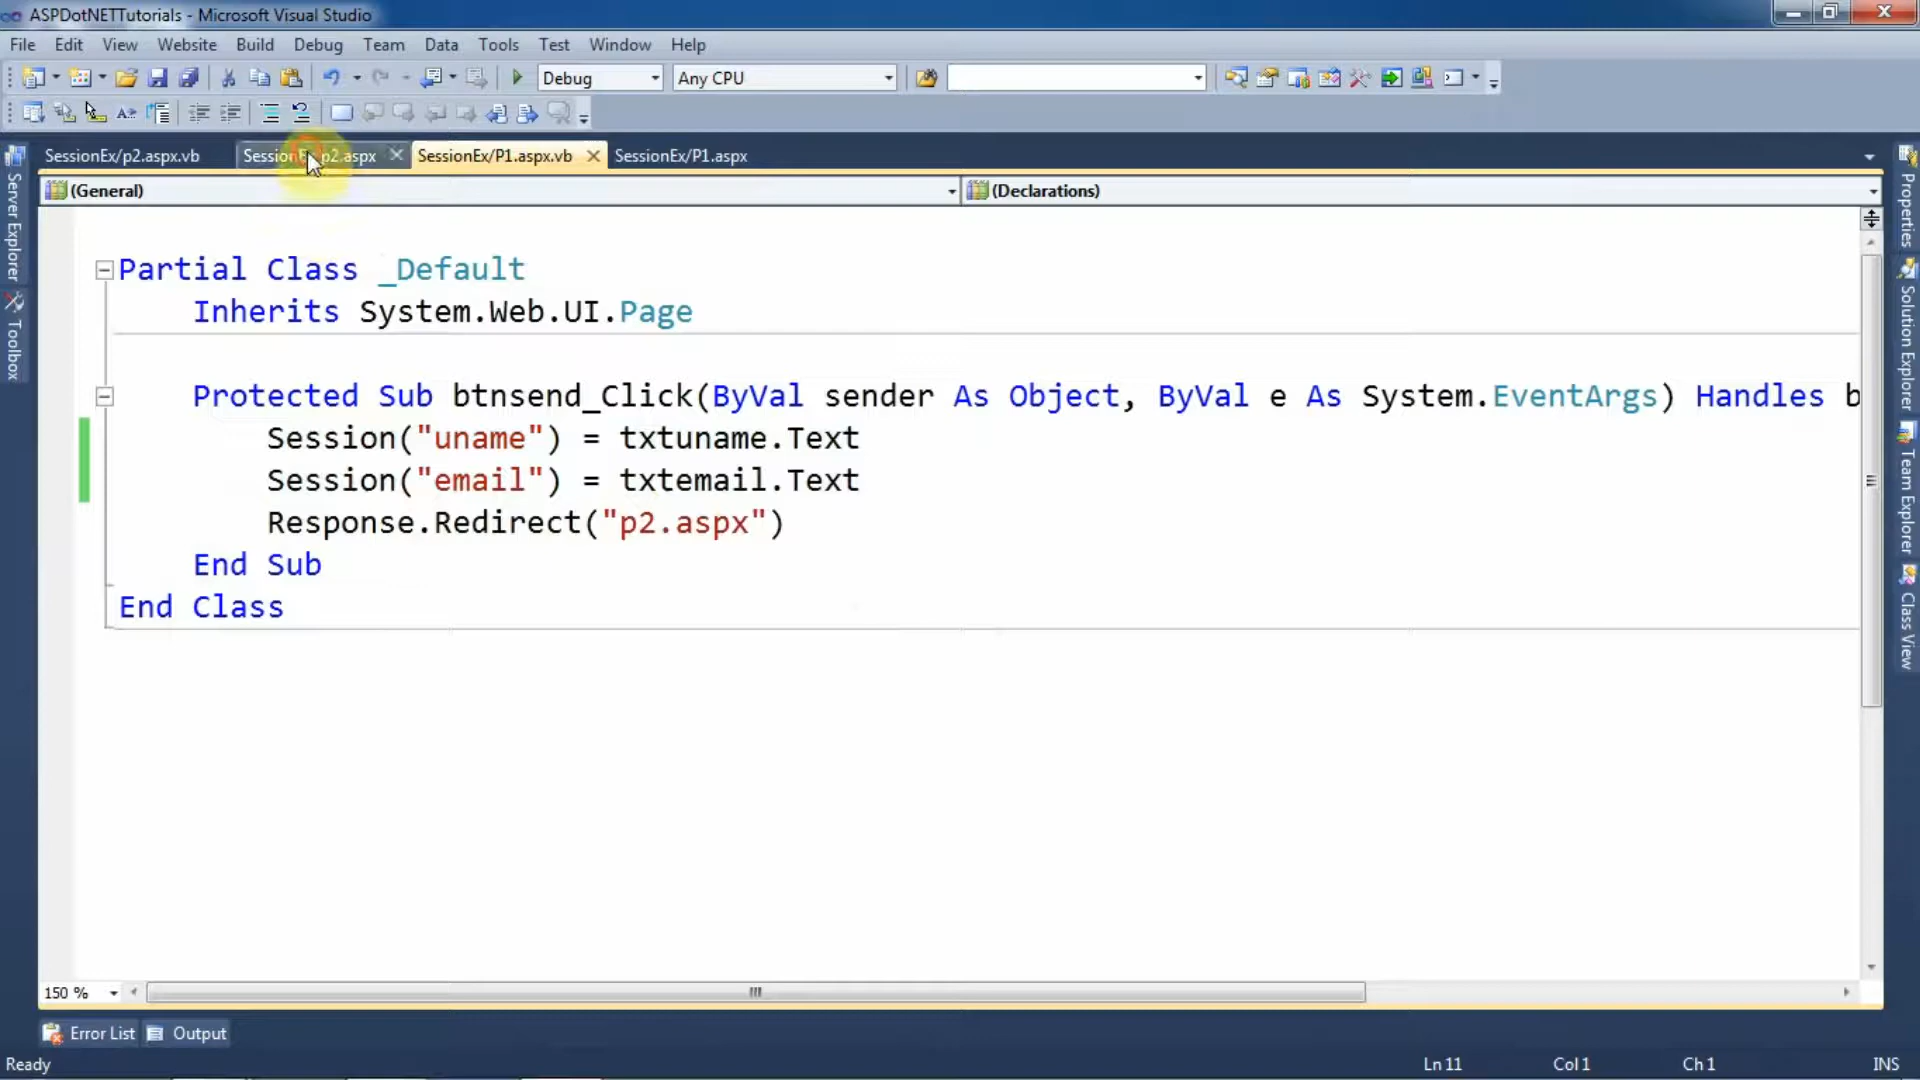 ASPDotNETTutorials - Microsoft Visual Studio
File Edit View Website Build Debug Team Data Tools Test Window Help
Debug Any CPU
SessionEx/p2.aspx.vb SessionEx/p2.aspx SessionEx/P1.aspx.vb SessionEx/P1.aspx
(General) (Declarations)
Server Explorer
Toolbox
Partial Class _Default
Inherits System.Web.UI.Page
Protected Sub btnsend_Click(ByVal sender As Object, ByVal e As System.EventArgs) Handles b
Session("uname") = txtuname.Text
Session("email") = txtemail.Text
Response.Redirect("p2.aspx")
End Sub
End Class
Properties
Solution Explorer
Team Explorer
Class View
150 %
Error List Output
Ready Ln 11 Col 1 Ch 1 INS